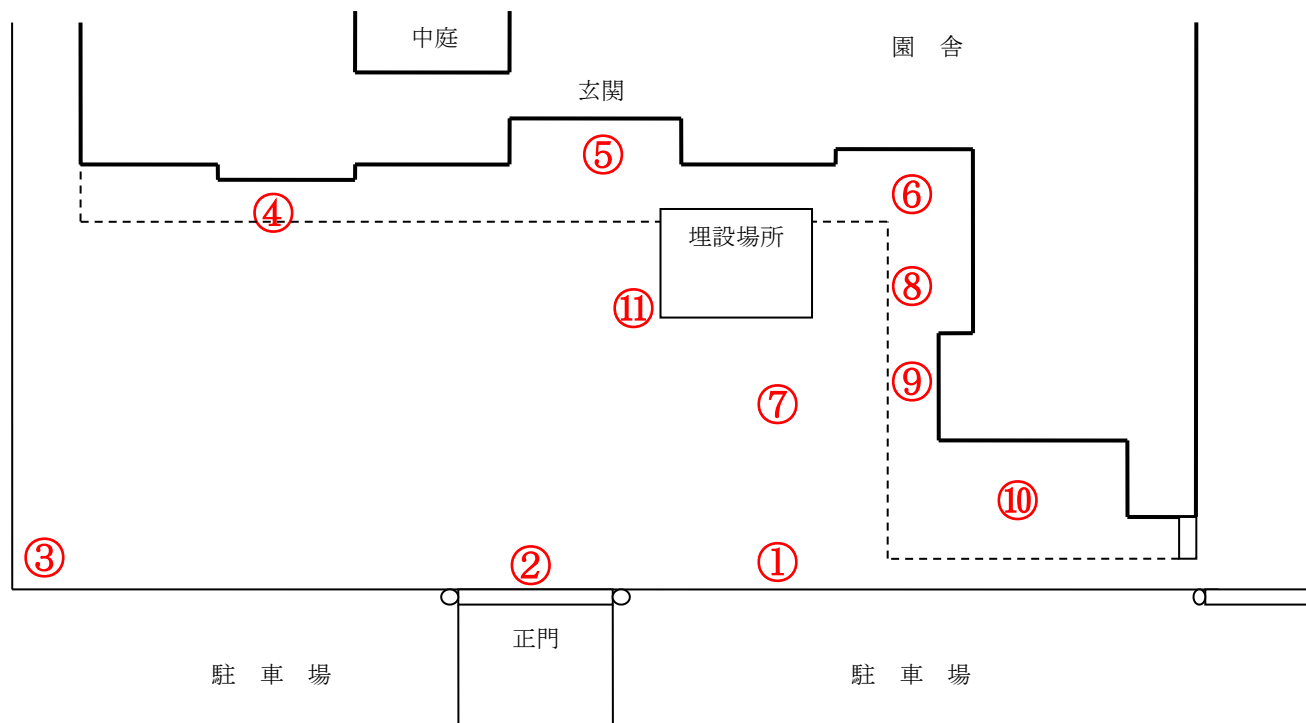 中庭
園　舎
玄関
⑤
⑥
④
埋設場所
⑧
⑪
⑨
⑦
⑩
③
②
①
正門
駐　車　場
駐　車　場